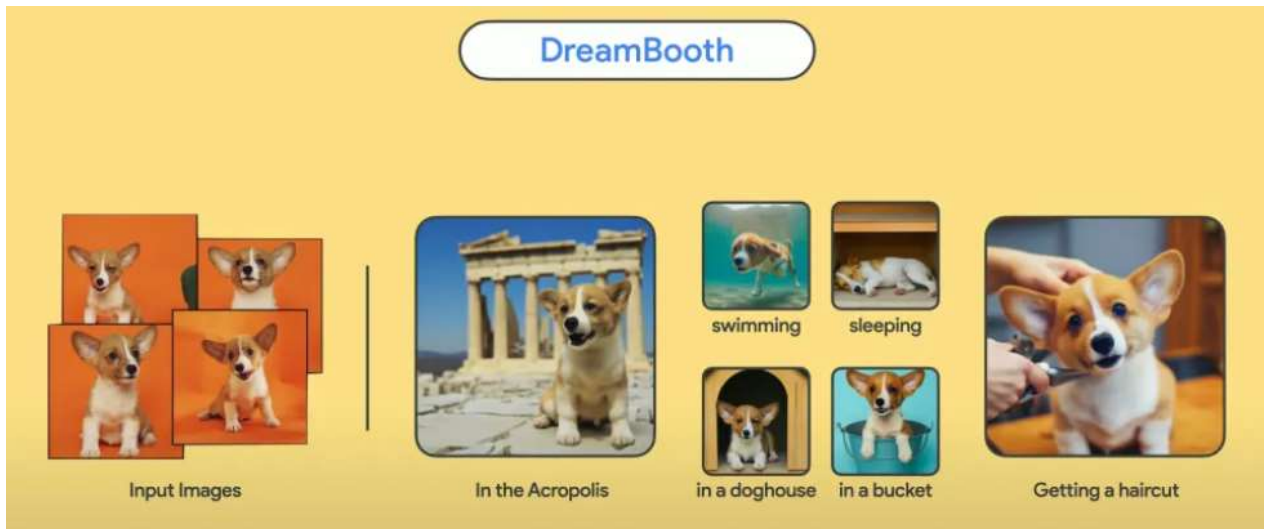 DreamBooth
swimming
sleeping
Input Images
In the Acropolis
in a doghouse
in a bucket
Getting a haircut